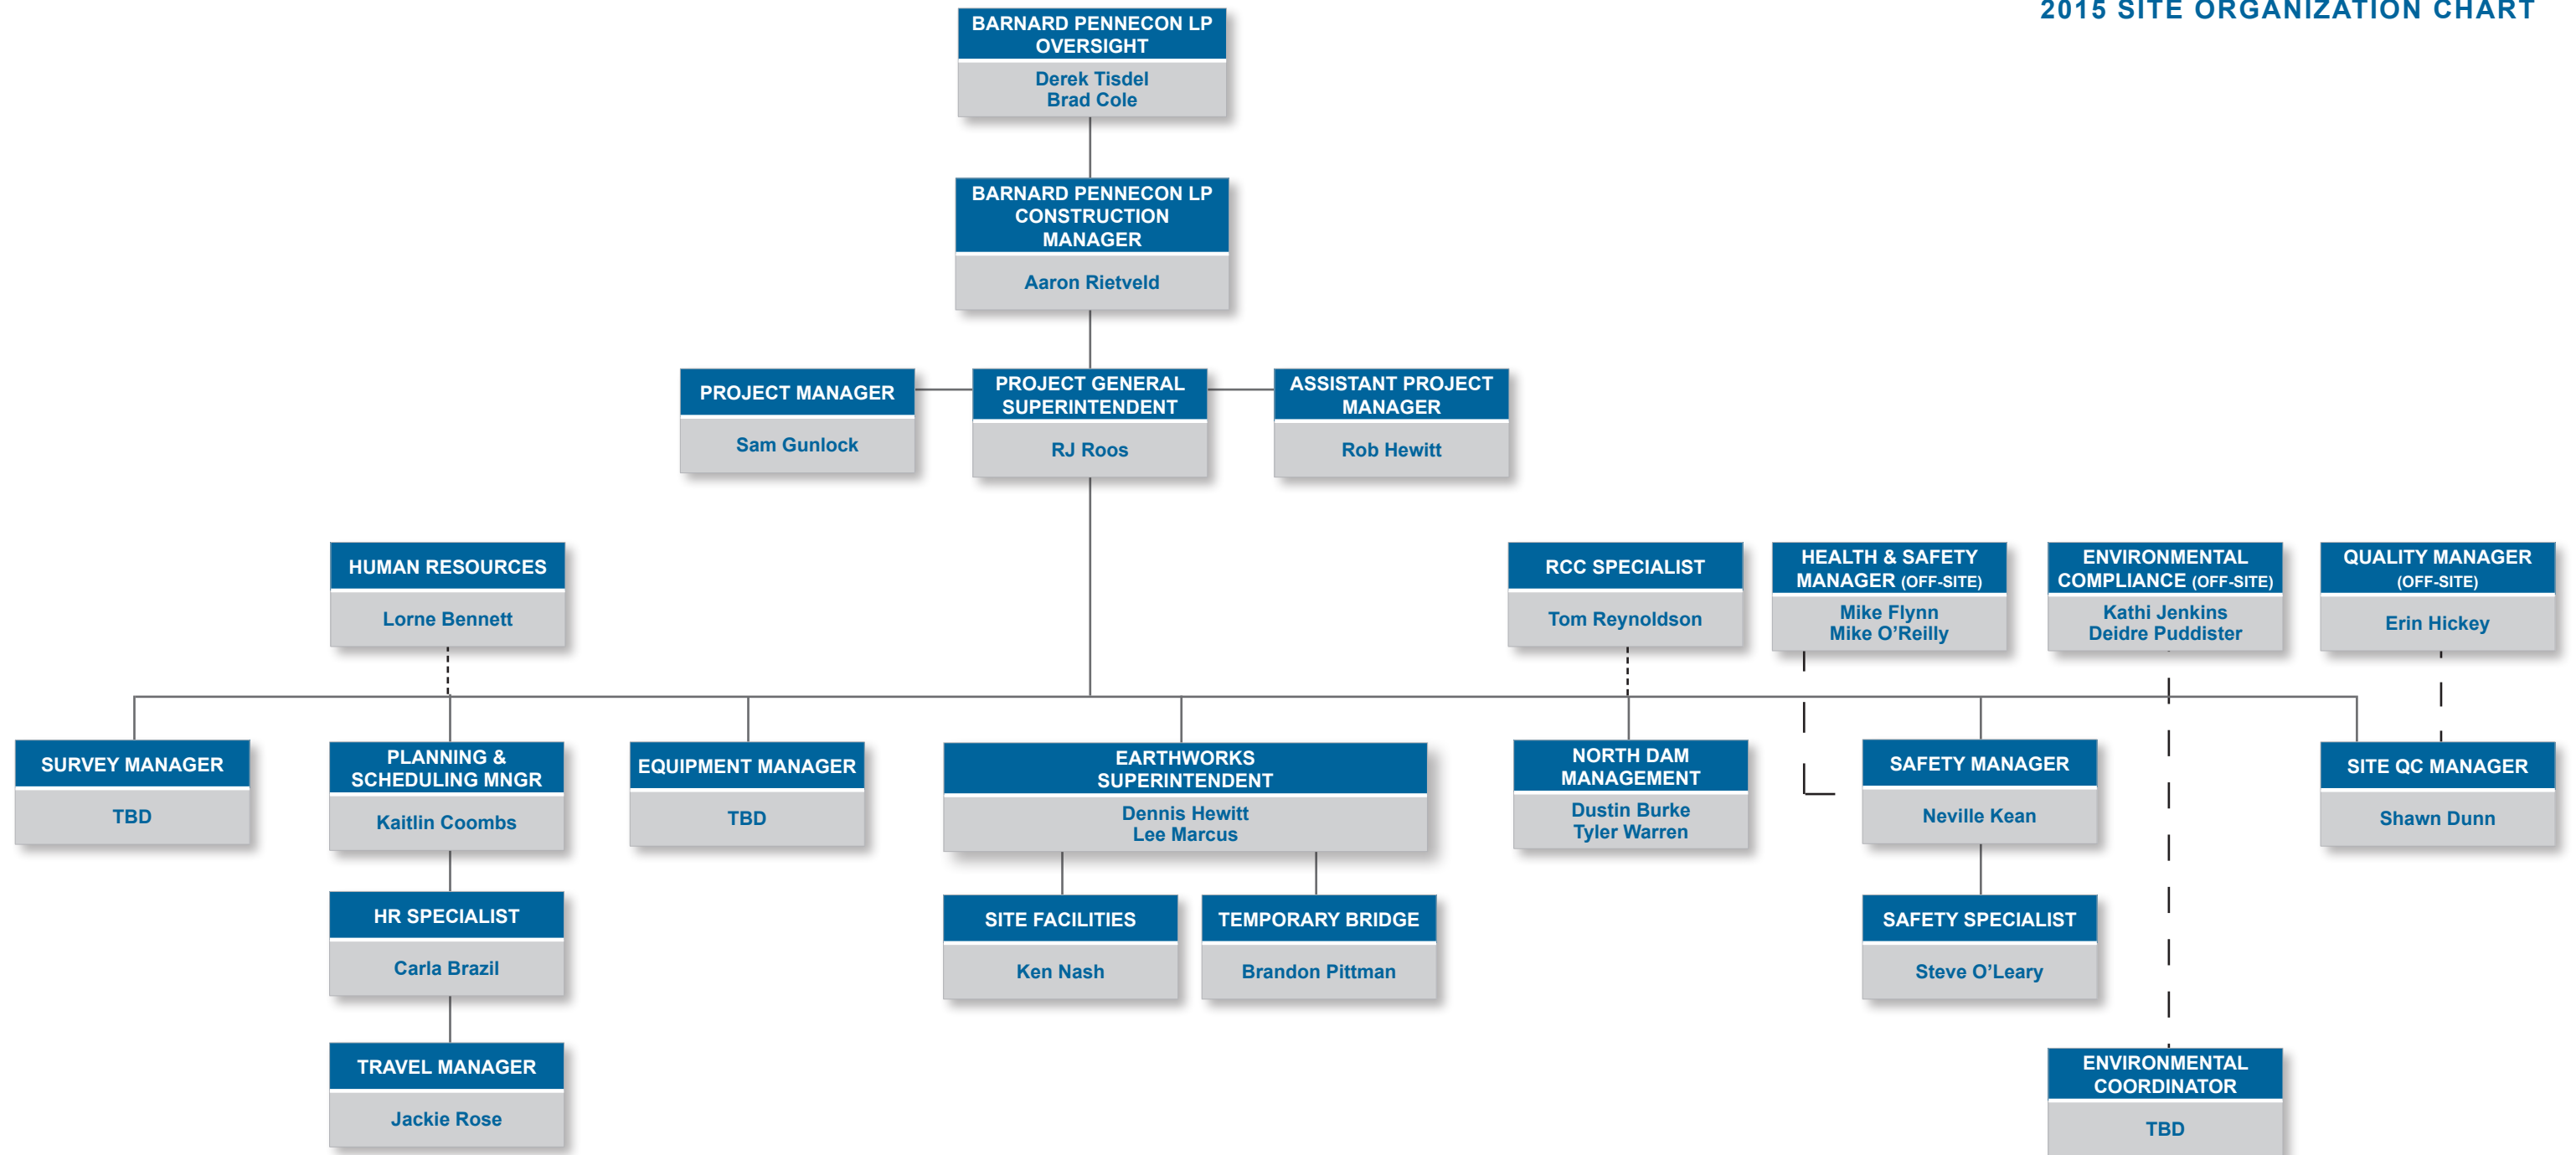 2015 SITE ORGANIZATION CHART
BARNARD PENNECON LP
OVERSIGHT
Derek Tisdel
Brad Cole
BARNARD PENNECON LP
CONSTRUCTION
MANAGER
Aaron Rietveld
PROJECT MANAGER
Sam Gunlock
PROJECT GENERAL
SUPERINTENDENT
RJ Roos
ASSISTANT PROJECT
MANAGER
Rob Hewitt
HUMAN RESOURCES
Lorne Bennett
RCC SPECIALIST
Tom Reynoldson
HEALTH & SAFETY
MANAGER (OFF-SITE)
Mike Flynn
Mike O’Reilly
ENVIRONMENTAL
COMPLIANCE (OFF-SITE)
Kathi Jenkins
Deidre Puddister
QUALITY MANAGER
(OFF-SITE)
Erin Hickey
SURVEY MANAGER
TBD
PLANNING &
SCHEDULING MNGR
Kaitlin Coombs
EQUIPMENT MANAGER
TBD
EARTHWORKS
SUPERINTENDENT
Dennis Hewitt
Lee Marcus
NORTH DAM
MANAGEMENT
Dustin Burke
Tyler Warren
SAFETY MANAGER
Neville Kean
SITE QC MANAGER
Shawn Dunn
HR SPECIALIST
Carla Brazil
SITE FACILITIES
Ken Nash
TEMPORARY BRIDGE
Brandon Pittman
SAFETY SPECIALIST
Steve O’Leary
TRAVEL MANAGER
Jackie Rose
ENVIRONMENTAL
COORDINATOR
TBD